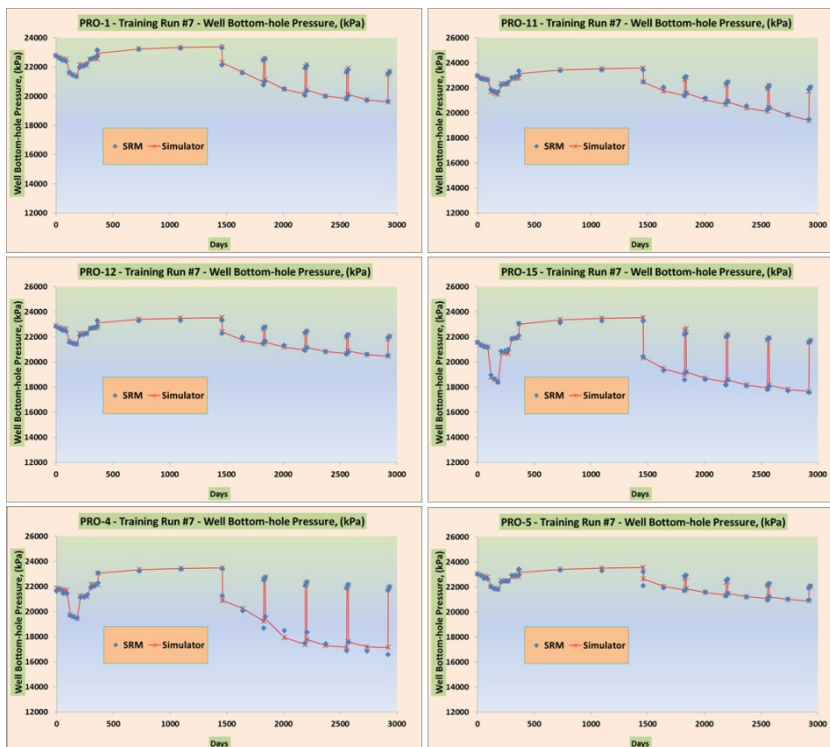 PRO-1 - Training Run #7 - Well Bottom-hole Pressure, (kPa)
Well Bottom-hole Pressure, (kPa)
24000
22000
20000
18000
16000
14000
12000
SRM Simulator
0 500 1000 1500 2000 2500 3000
Days
PRO-11 - Training Run #7 - Well Bottom-hole Pressure, (kPa)
Well Bottom-hole Pressure, (kPa)
26000
24000
22000
20000
18000
16000
14000
12000
SRM Simulator
0 500 1000 1500 2000 2500 3000
Days
PRO-12 - Training Run #7 - Well Bottom-hole Pressure, (kPa)
Well Bottom-hole Pressure, (kPa)
26000
24000
22000
20000
18000
16000
14000
12000
SRM Simulator
0 500 1000 1500 2000 2500 3000
Days
PRO-15 - Training Run #7 - Well Bottom-hole Pressure, (kPa)
Well Bottom-hole Pressure, (kPa)
26000
24000
22000
20000
18000
16000
14000
12000
SRM Simulator
0 500 1000 1500 2000 2500 3000
Days
PRO-4 - Training Run #7 - Well Bottom-hole Pressure, (kPa)
Well Bottom-hole Pressure, (kPa)
26000
24000
22000
20000
18000
16000
14000
12000
SRM Simulator
0 500 1000 1500 2000 2500 3000
Days
PRO-5 - Training Run #7 - Well Bottom-hole Pressure, (kPa)
Well Bottom-hole Pressure, (kPa)
26000
24000
22000
20000
18000
16000
14000
12000
SRM Simulator
0 500 1000 1500 2000 2500 3000
Days